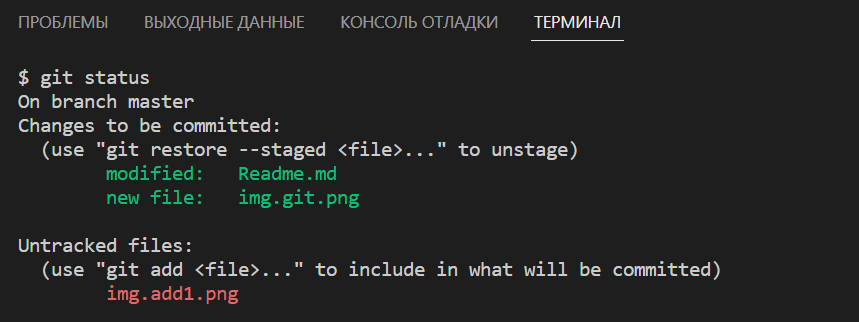 ПРОБЛЕМЫ ВЫХОДНЫЕ ДАННЫЕ КОНСОЛЬ ОТЛАДКИ ТЕРМИНАЛ
$ git status
On branch master
Changes to be committed:
  (use "git restore --staged <file>..." to unstage)
        modified:   Readme.md
        new file:   img.git.png

Untracked files:
  (use "git add <file>..." to include in what will be committed)
        img.add1.png